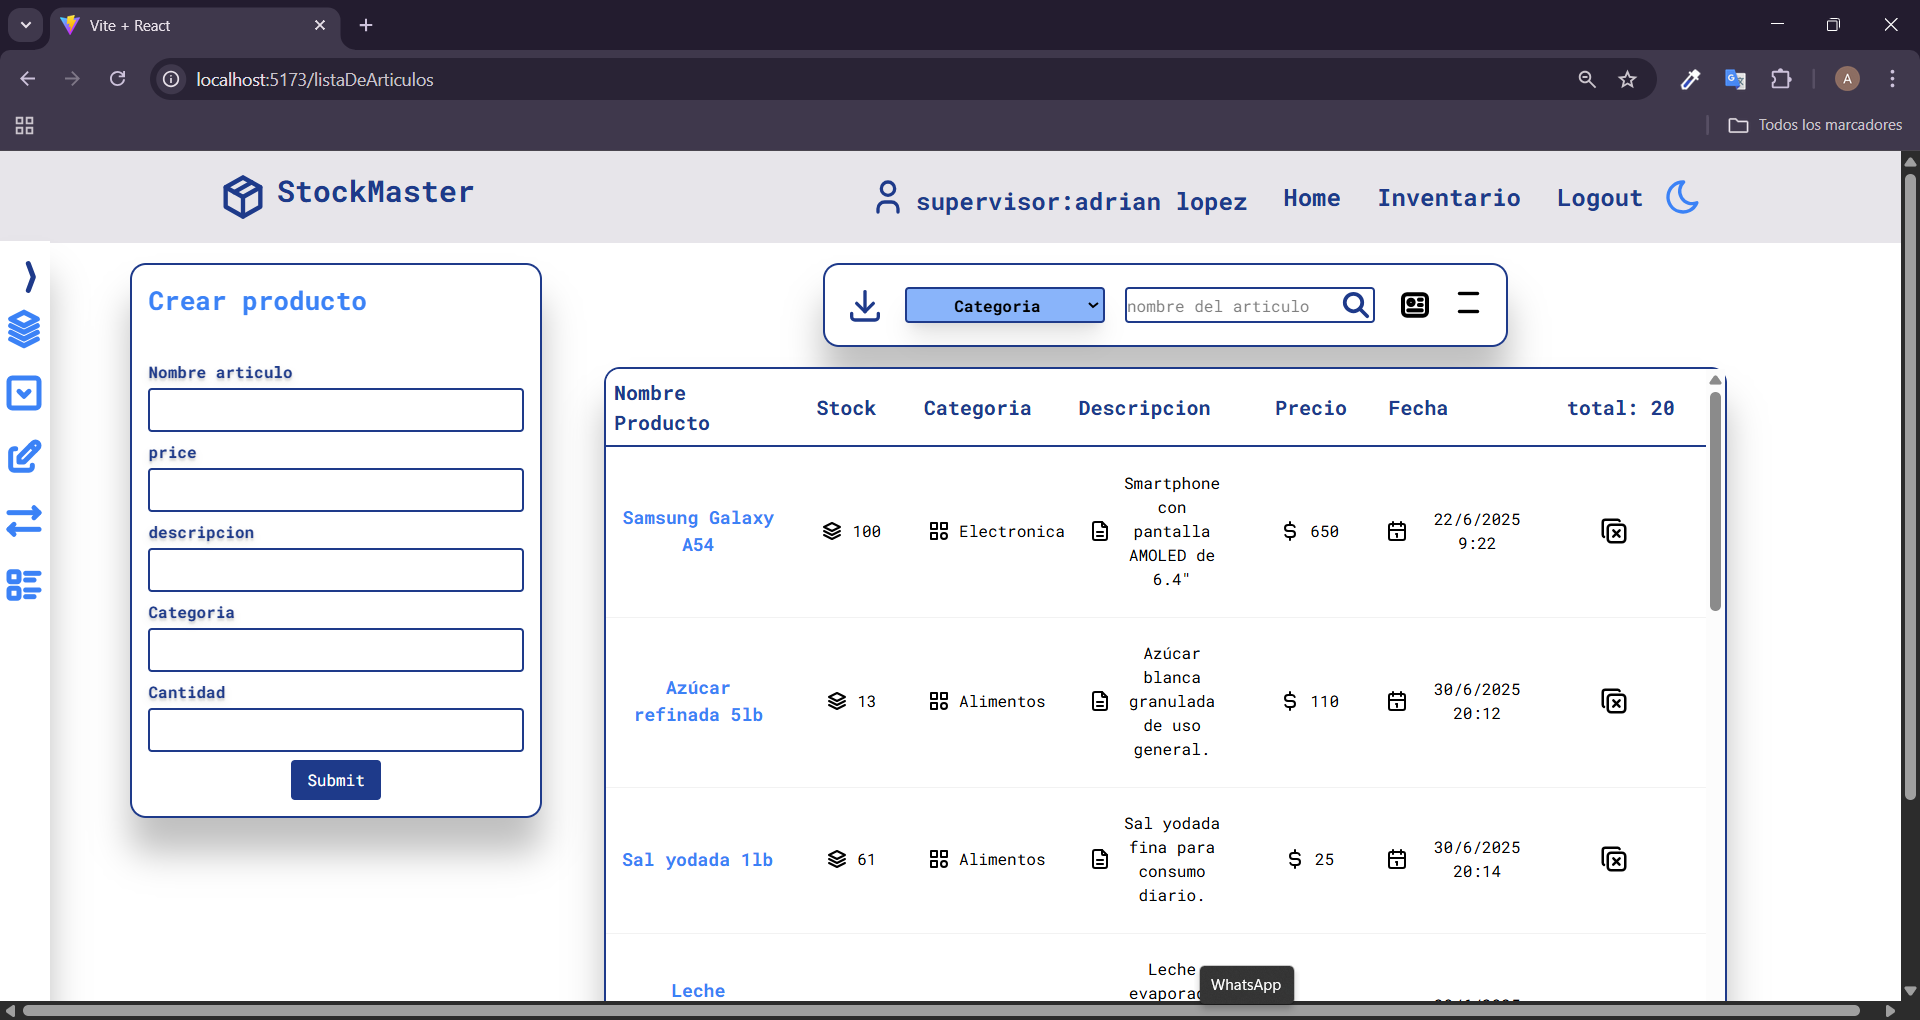 Vite + React
localhost:5173/listaDeArticulos
A
Todos los marcadores
StockMaster
supervisor:adrian lopez
Home
Inventario
Logout
Crear producto
Nombre articulo
price
descripcion
Categoria
Cantidad
Submit
Categoria
nombre del articulo
Nombre
Producto
Stock
Categoria
Descripcion
Precio
Fecha
total: 20
Samsung Galaxy
A54
100
Electronica
Smartphone
con
pantalla
AMOLED de
6.4"
650
22/6/2025
9:22
Azúcar
refinada 5lb
13
Alimentos
Azúcar
blanca
granulada
de uso
general.
110
30/6/2025
20:12
Sal yodada 1lb
61
Alimentos
Sal yodada
fina para
consumo
diario.
25
30/6/2025
20:14
Leche
Leche
WhatsApp